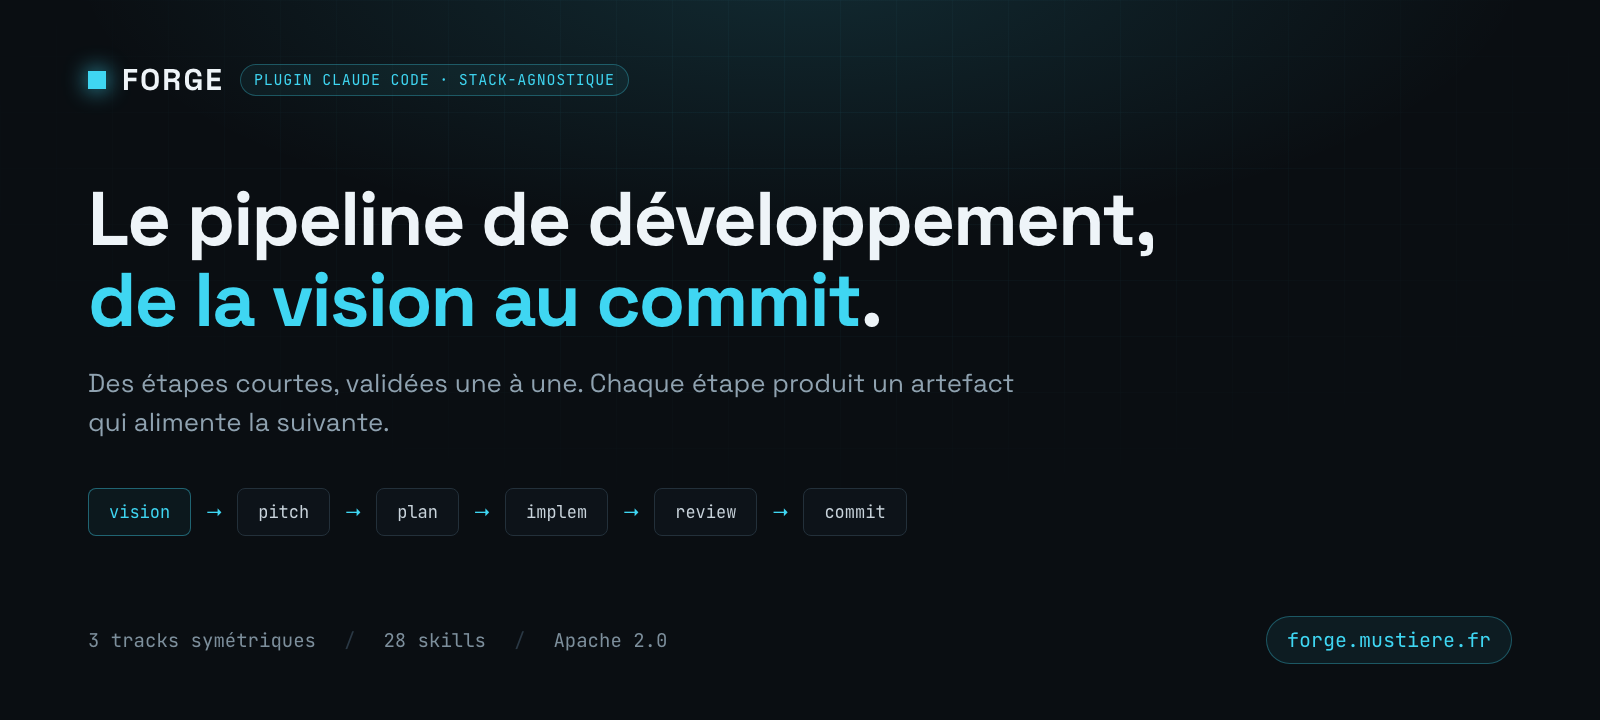 FORGE
PLUGIN CLAUDE CODE · STACK-AGNOSTIQUE
Le pipeline de développement,
de la vision au commit.
Des étapes courtes, validées une à une. Chaque étape produit un artefact
qui alimente la suivante.
vision → pitch → plan → implem → review → commit
3 tracks symétriques / 28 skills / Apache 2.0
forge.mustiere.fr